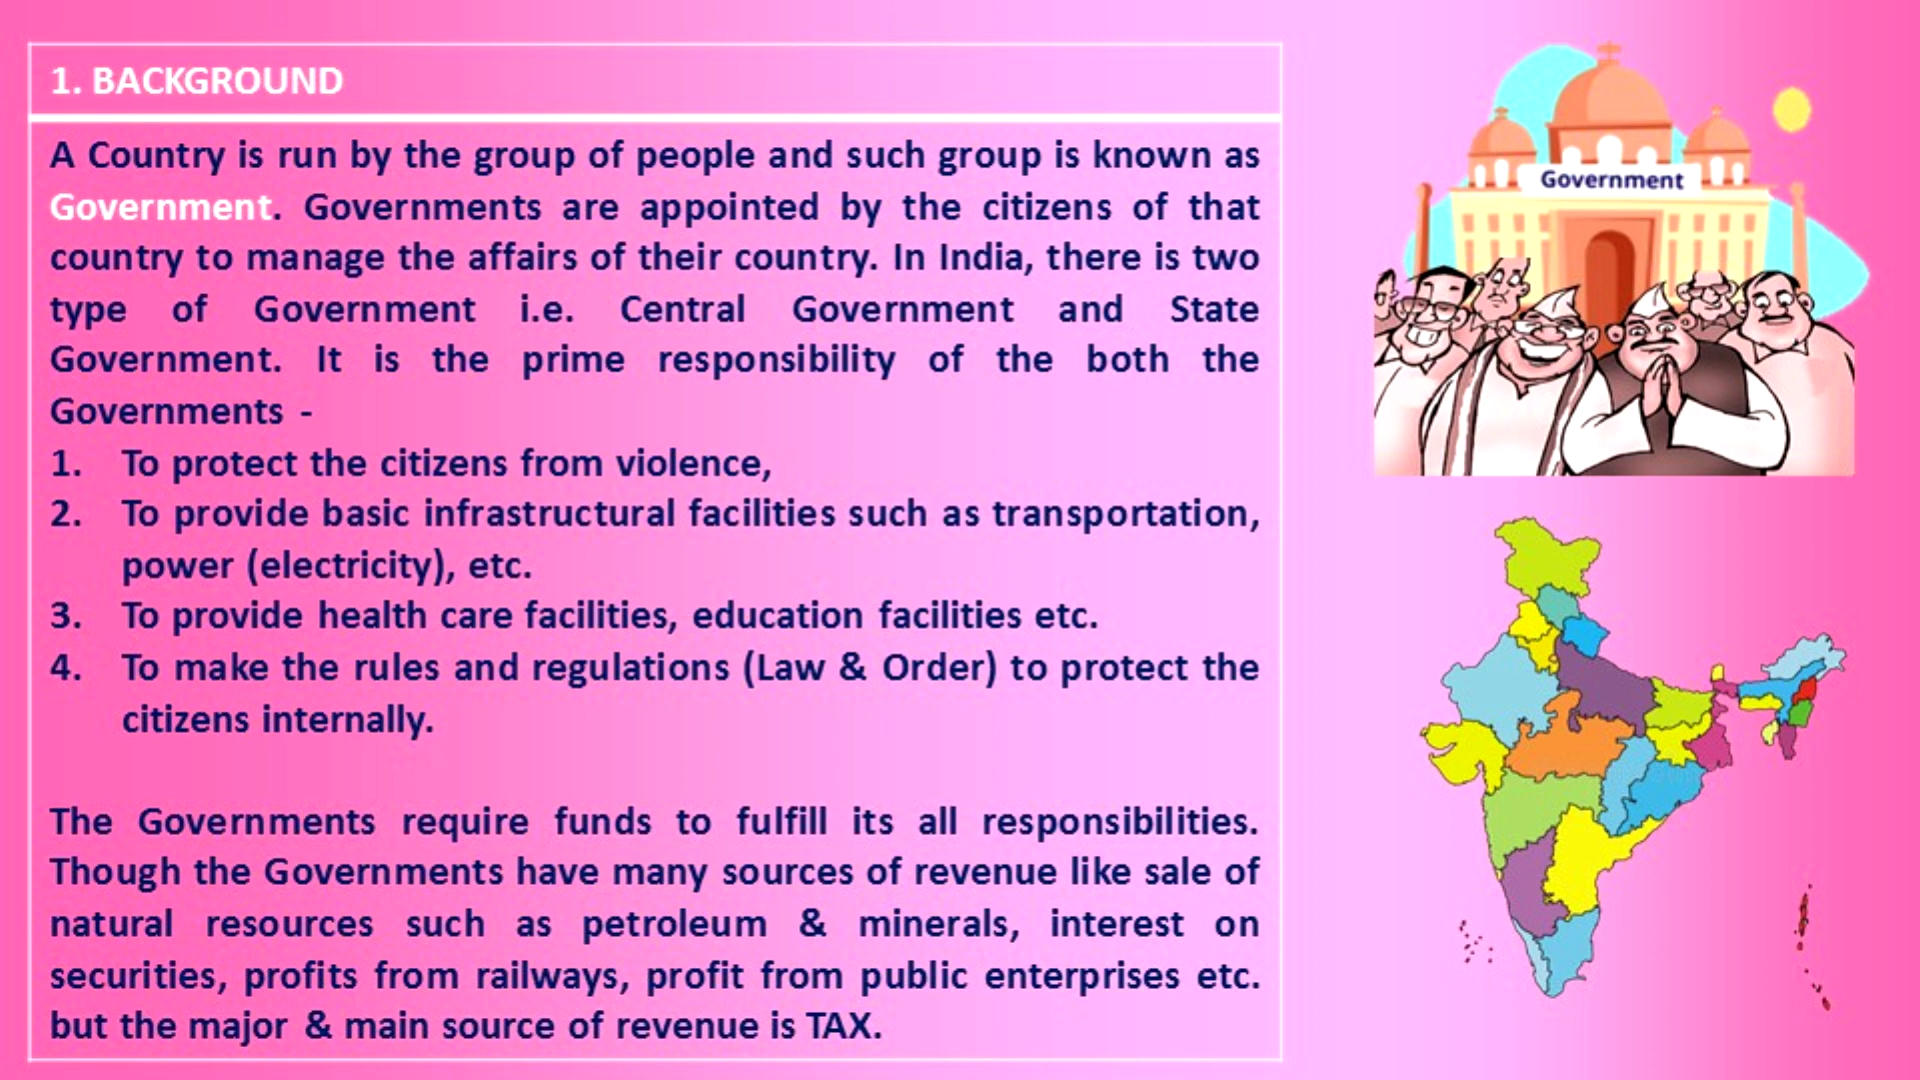 1. BACKGROUND
A Country is run by the group of people and such group is known as
Government. Governments are appointed by the citizens of that
country to manage the affairs of their country. In India, there is two
type of Government i.e. Central Government and State
Government. It is the prime responsibility of the both the
Governments -
1. To protect the citizens from violence,
2. To provide basic infrastructural facilities such as transportation,
power (electricity), etc.
3. To provide health care facilities, education facilities etc.
4. To make the rules and regulations (Law & Order) to protect the
citizens internally.
The Governments require funds to fulfill its all responsibilities.
Though the Governments have many sources of revenue like sale of
natural resources such as petroleum & minerals, interest on
securities, profits from railways, profit from public enterprises etc.
but the major & main source of revenue is TAX.
Government